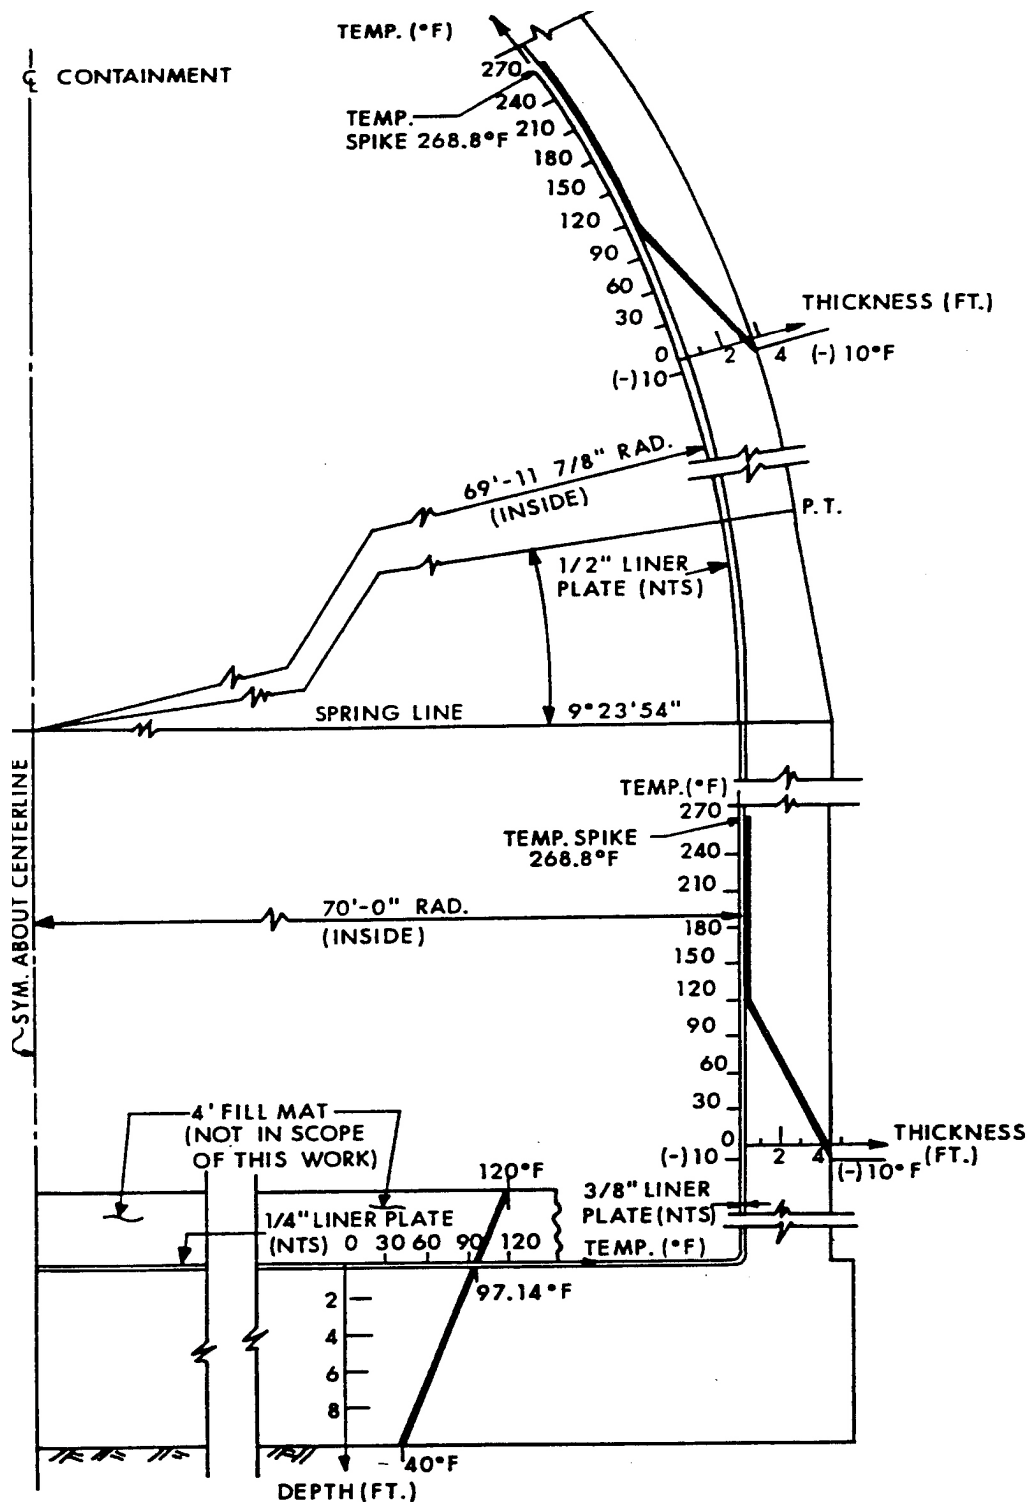 TEMP. (°F)
℄ CONTAINMENT
TEMP.
SPIKE 268.8°F
270
240
210
180
150
120
90
60
30
0
(-)10
THICKNESS (FT.)
2
4
(-)10°F
69'-11 7/8" RAD.
(INSIDE)
P.T.
1/2" LINER
PLATE (NTS)
SPRING LINE
9°23'54"
SYM. ABOUT CENTERLINE
TEMP.(°F)
TEMP. SPIKE
268.8°F
270
240
210
180
150
120
90
60
30
0
(-)10
70'-0" RAD.
(INSIDE)
2
4
THICKNESS
(FT.)
(-)10°F
4' FILL MAT
(NOT IN SCOPE
OF THIS WORK)
120°F
3/8" LINER
PLATE (NTS)
1/4" LINER PLATE
(NTS)
0 30 60 90 120
TEMP. (°F)
97.14°F
2
4
6
8
40°F
DEPTH (FT.)